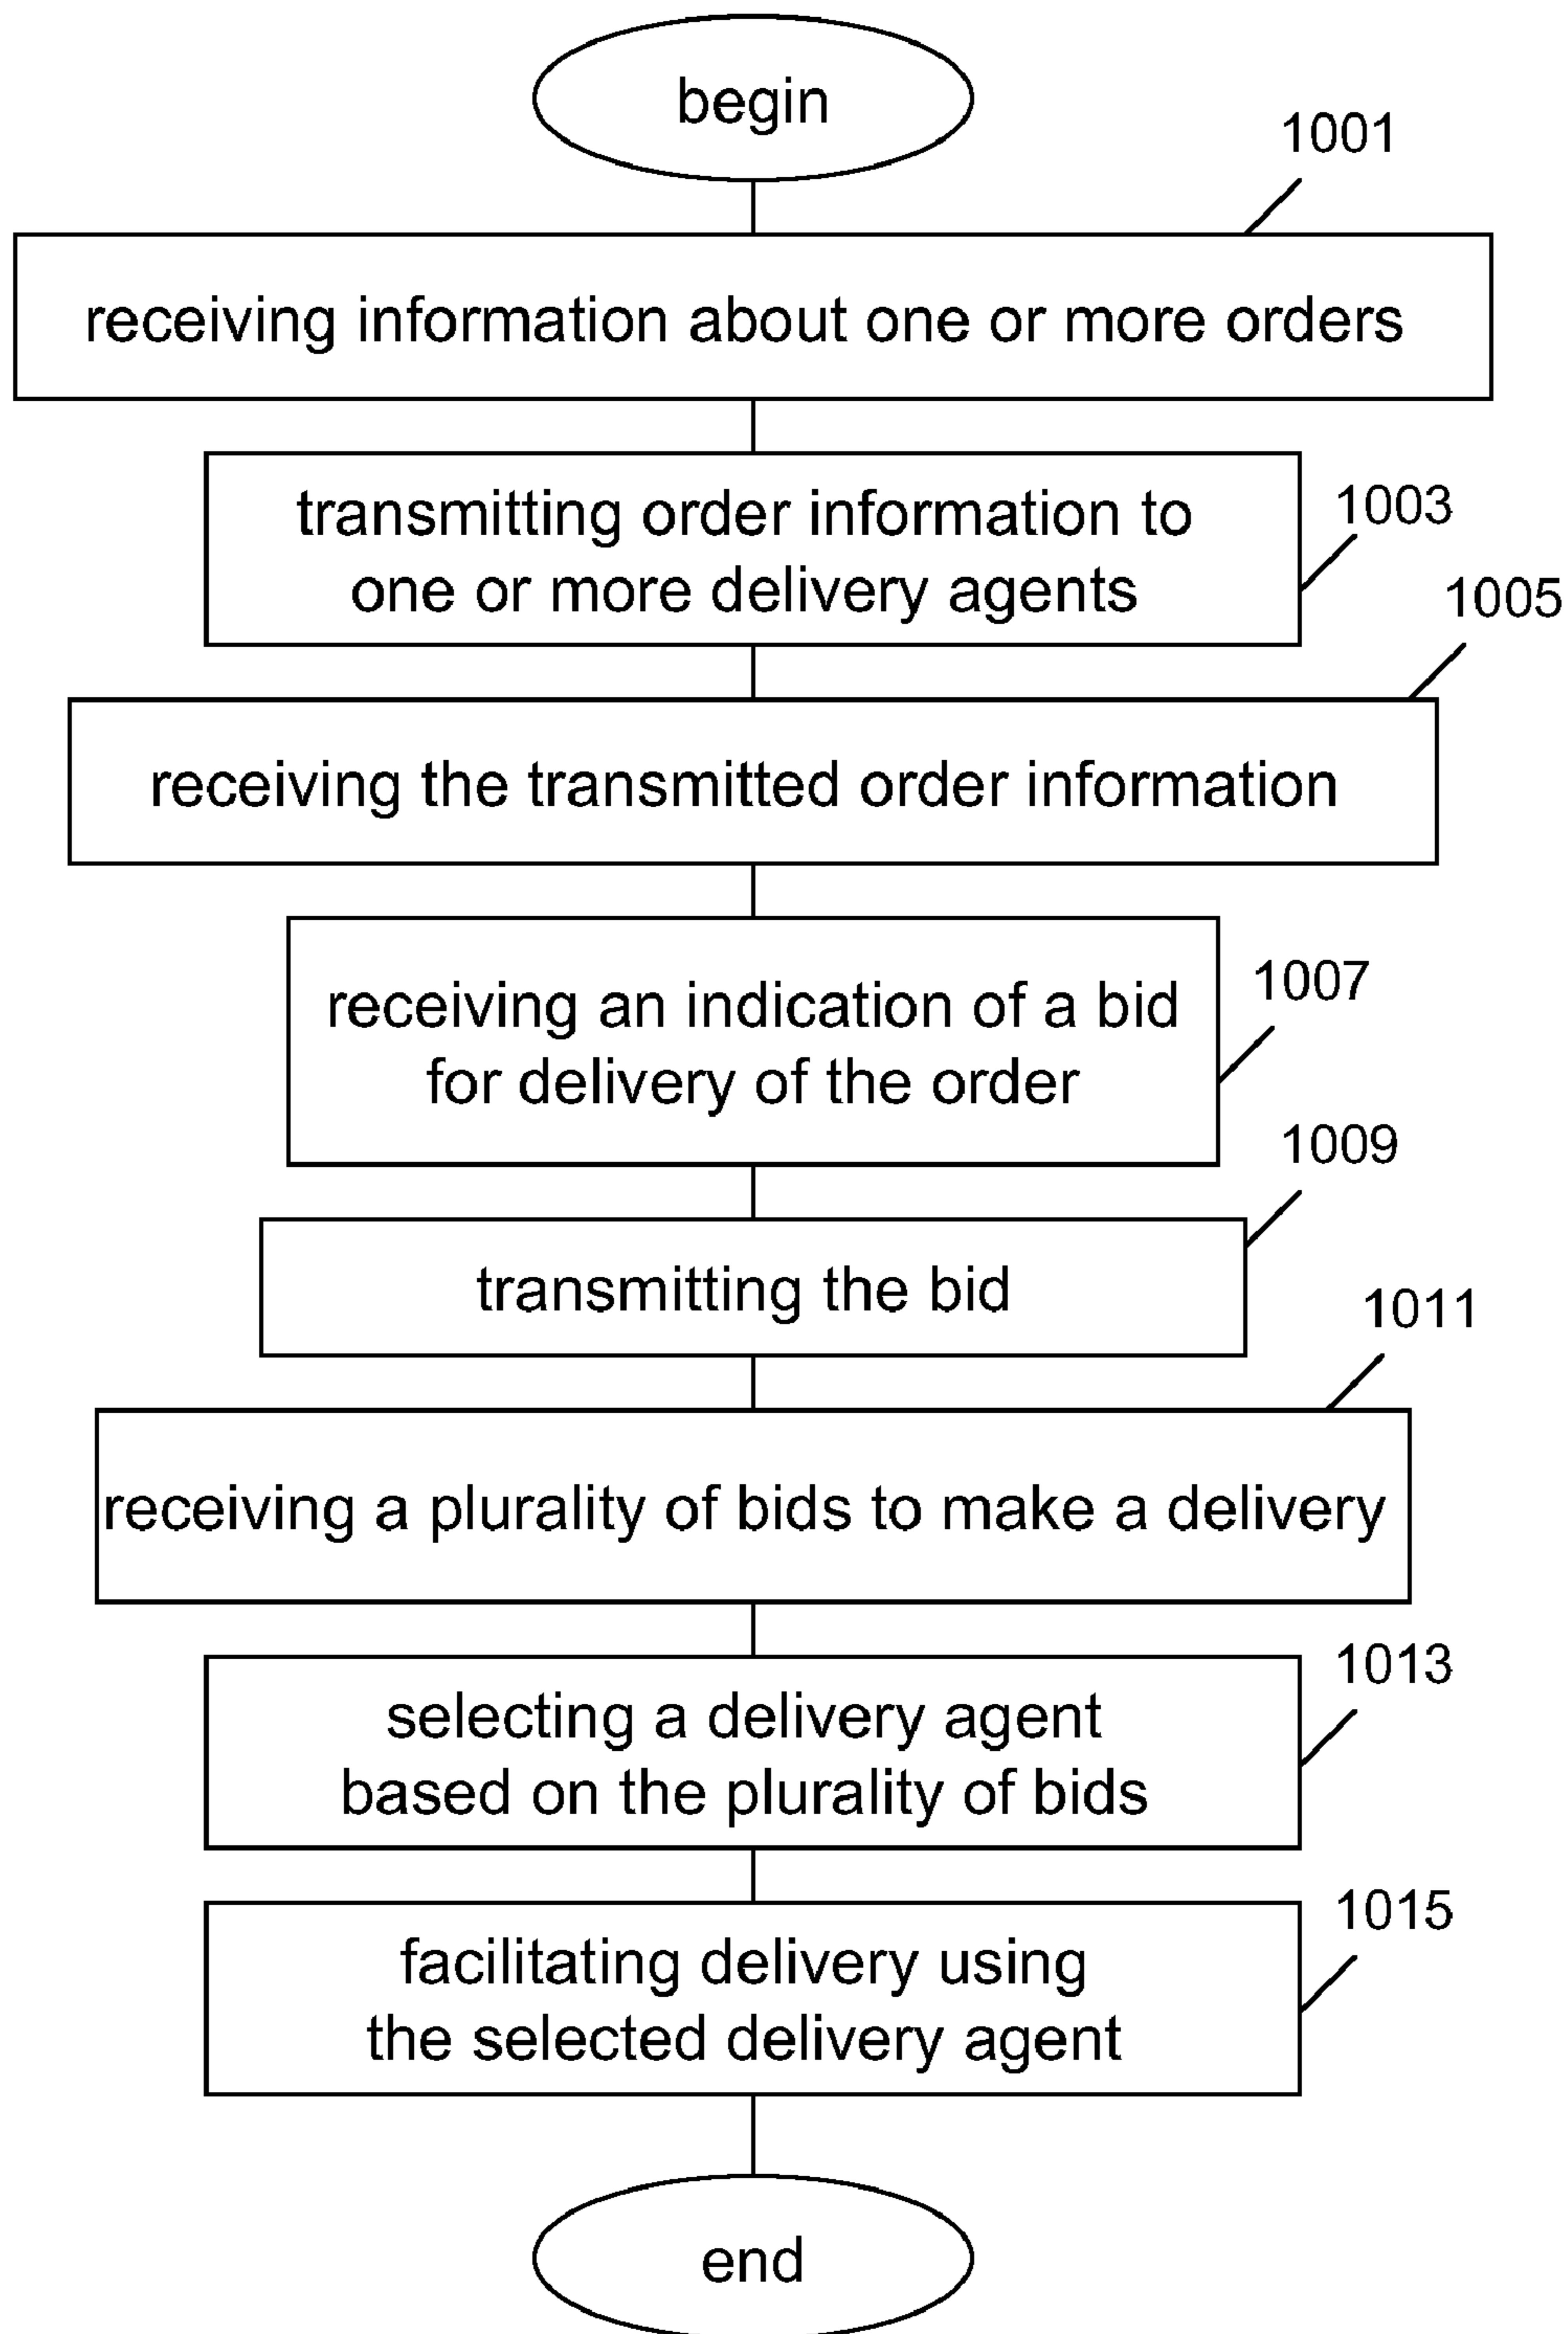 begin
1001
receiving information about one or more orders
transmitting order information to
one or more delivery agents
1003
1005
receiving the transmitted order information
receiving an indication of a bid
for delivery of the order
1007
1009
transmitting the bid
1011
receiving a plurality of bids to make a delivery
1013
selecting a delivery agent
based on the plurality of bids
1015
facilitating delivery using
the selected delivery agent
end